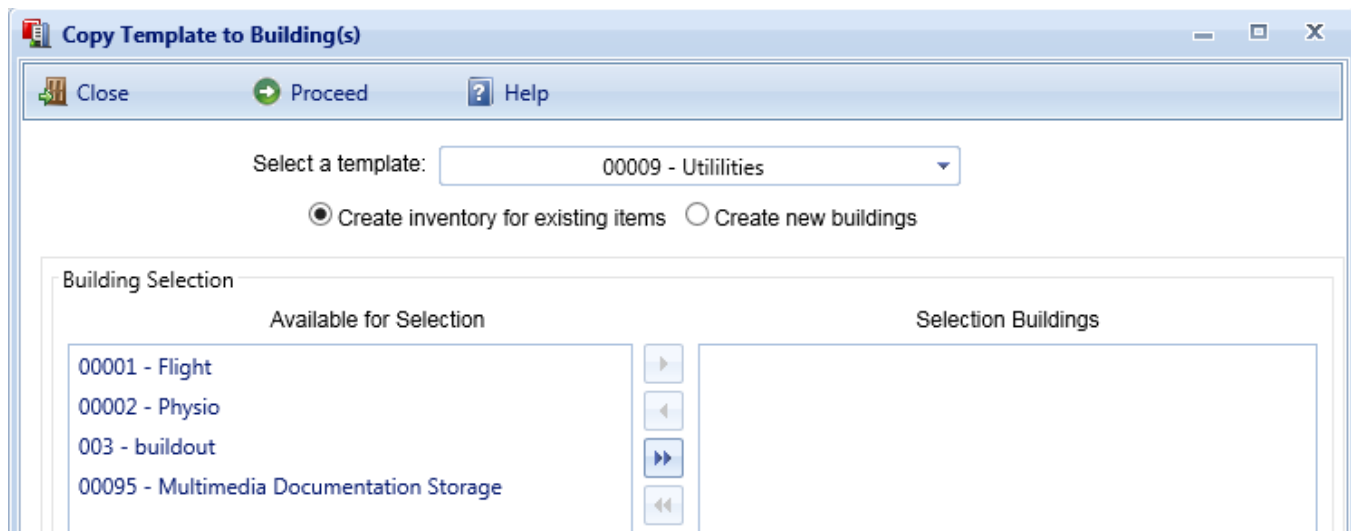 Copy Template to Building(s)
Close Proceed Help
Select a template: 00009 - Utililities
Create inventory for existing items Create new buildings
Building Selection
Available for Selection Selection Buildings
00001 - Flight
00002 - Physio
003 - buildout
00095 - Multimedia Documentation Storage